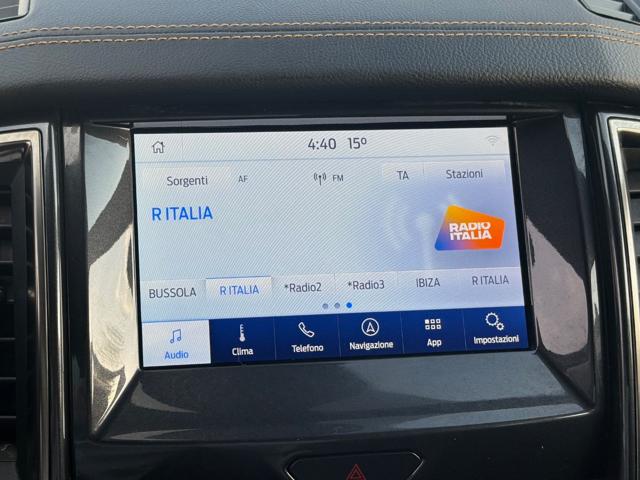 4:40 15º
Sorgenti AF FM TA Stazioni
R ITALIA
RADIO
ITALIA
BUSSOLA R ITALIA *Radio2 *Radio3 IBIZA R ITALIA
Audio Clima Telefono Navigazione App Impostazioni